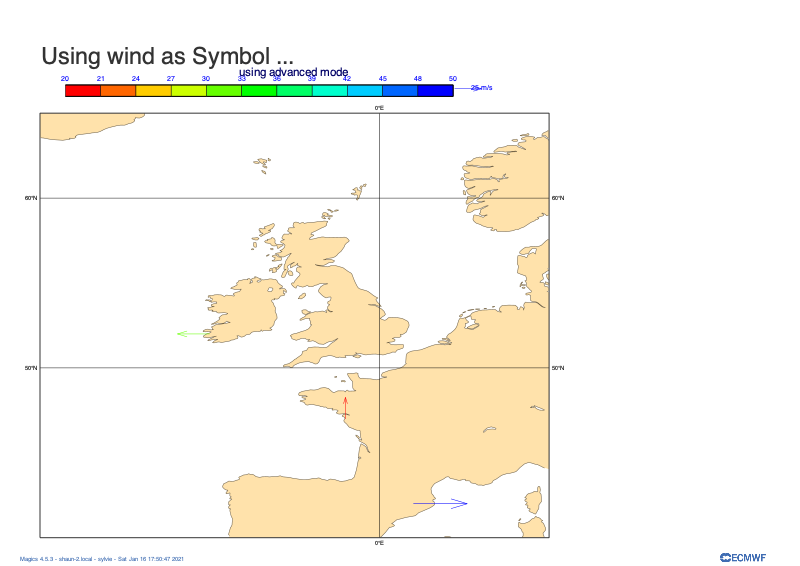 Using wind as Symbol ...
using advanced mode
20 21 24 27 30 33 36 39 42 45 48 50 25 m/s
0°E
60°N 60°N
50°N 50°N
0°E
Magics 4.5.3 - shaun-2.local - sylvie - Sat Jan 16 17:50:47 2021
ECMWF